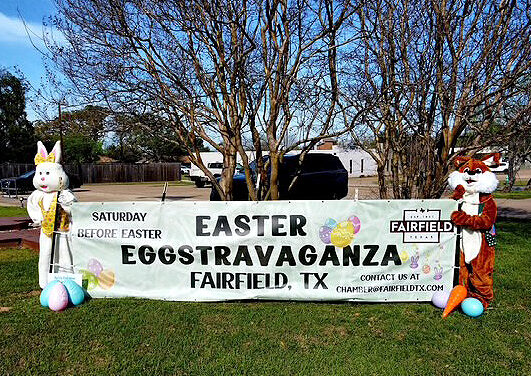 SATURDAY
BEFORE EASTER
EASTER
EGGSTRAVAGANZA
FAIRFIELD, TX
FAIRFIELD
TEXAS
CONTACT US AT
CHAMBER@FAIRFIELDTX.COM